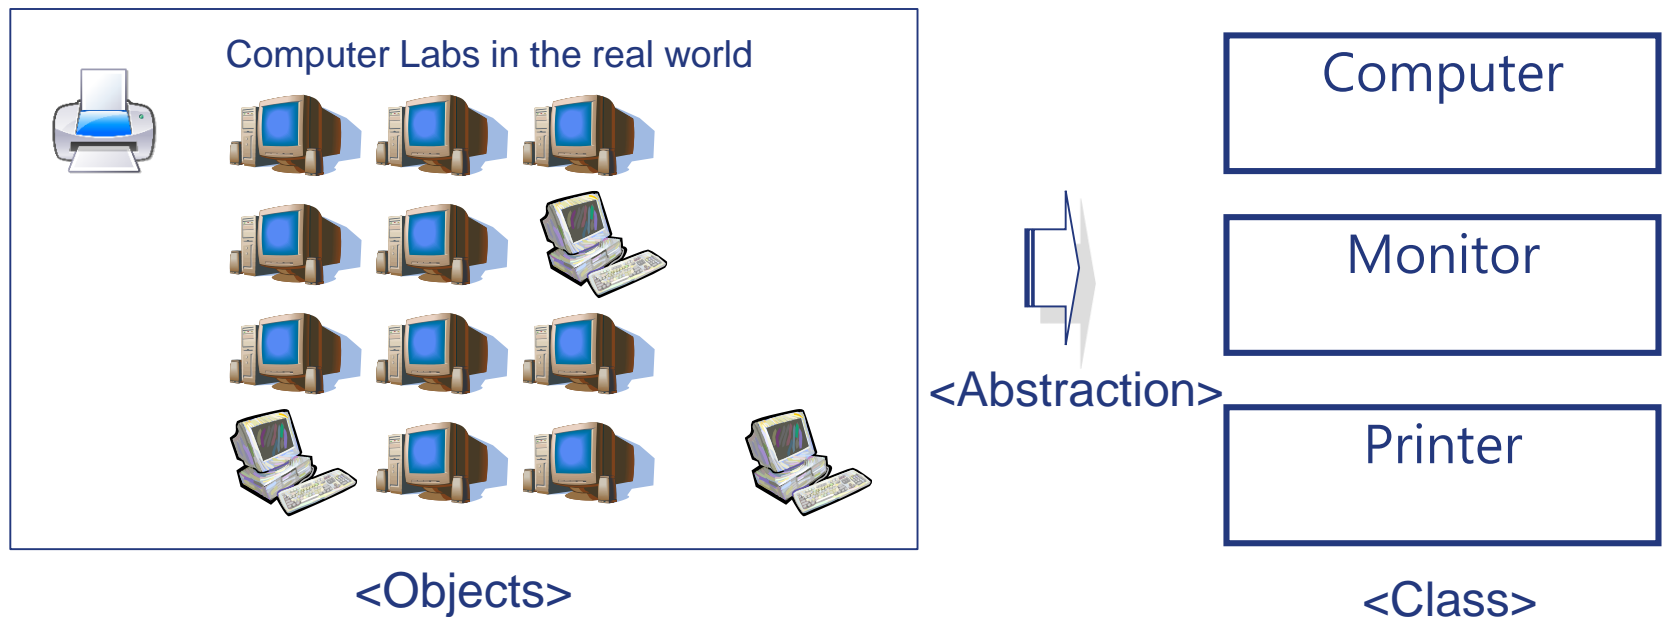 Computer Labs in the real world
<Objects>
<Abstraction>
Computer
Monitor
Printer
<Class>